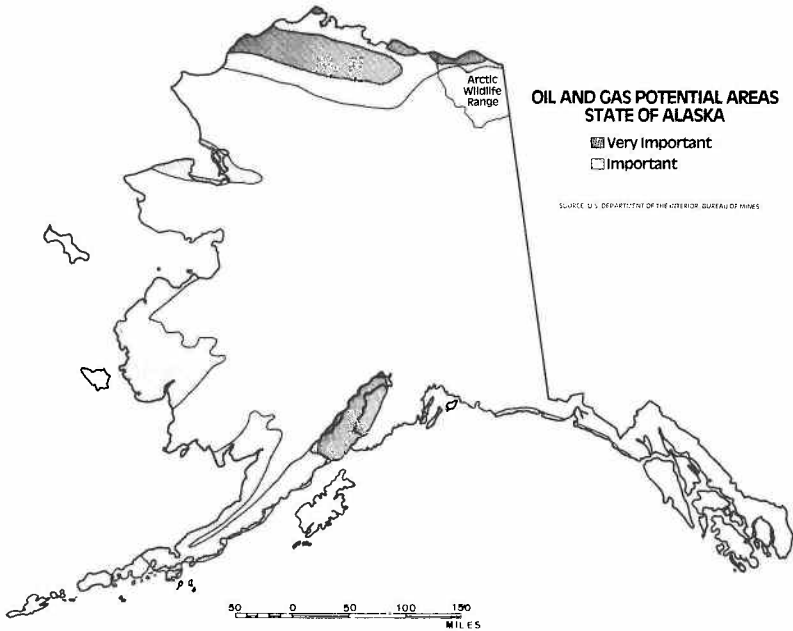 Arctic
Wildlife
Range
OIL AND GAS POTENTIAL AREAS
STATE OF ALASKA
Very Important
Important
SOURCE: U.S. DEPARTMENT OF THE INTERIOR, BUREAU OF MINES
50 0 50 100 150
MILES